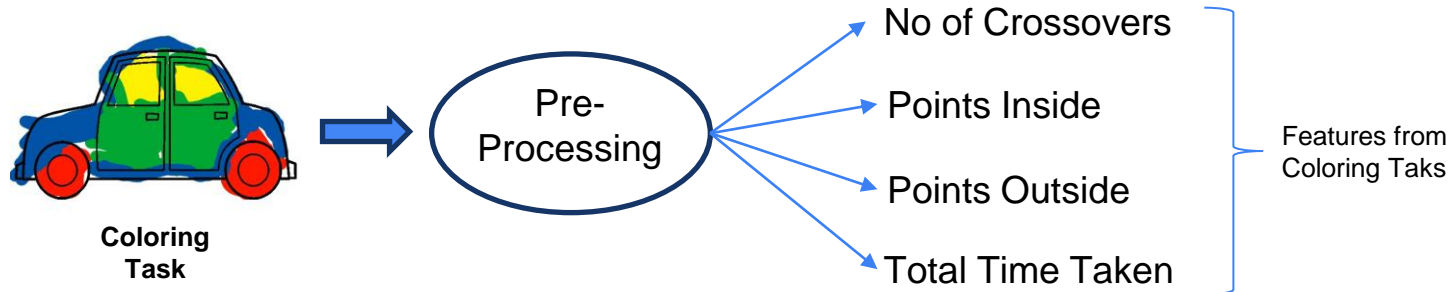 Coloring
Task
Pre-
Processing
No of Crossovers
Points Inside
Points Outside
Total Time Taken
Features from
Coloring Taks